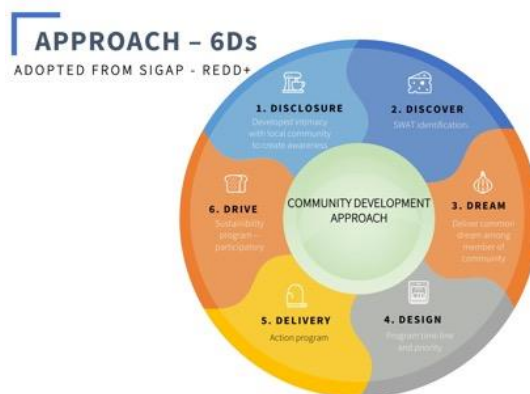 APPROACH – 6Ds
ADOPTED FROM SIGAP - REDD+
1. DISCLOSURE
Developed intimacy
with local community
to create awareness
2. DISCOVER
SWAT identification
3. DREAM
Deliver common
dream among
member of
community
4. DESIGN
Program time line
and priority
5. DELIVERY
Action program
6. DRIVE
Sustainability
program –
participatory
COMMUNITY DEVELOPMENT
APPROACH